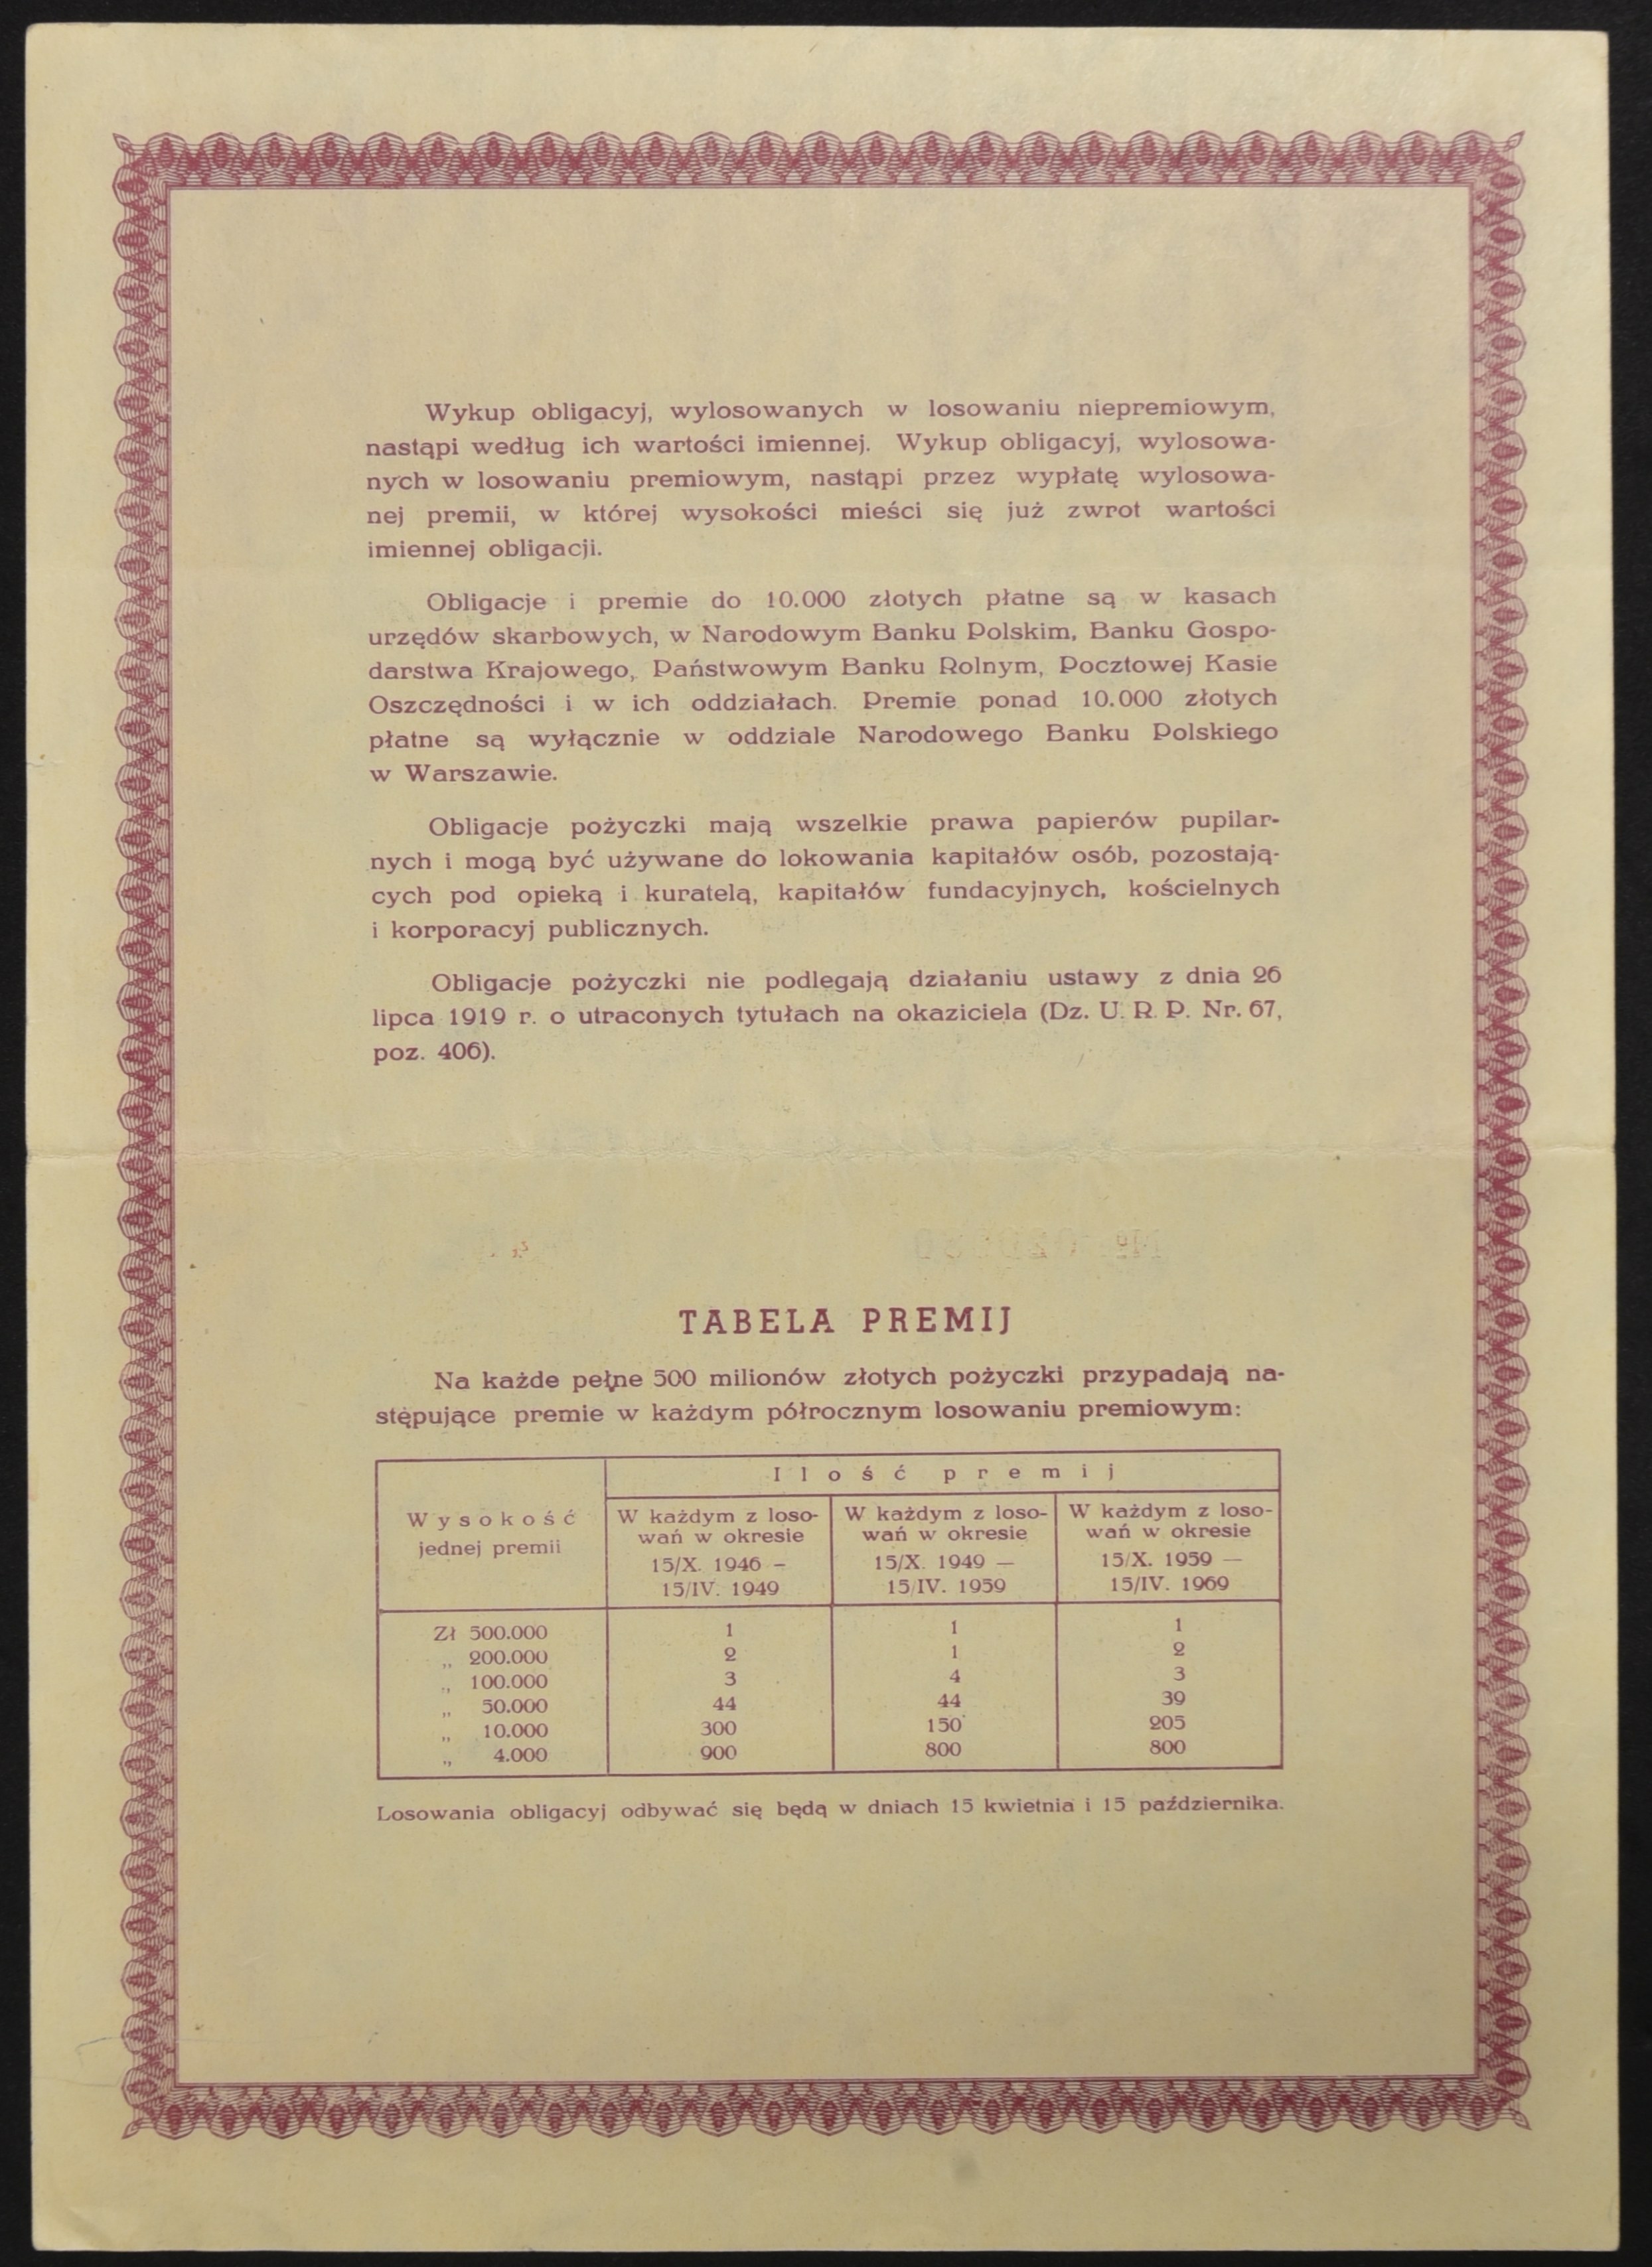 Wykup obligacyj, wylosowanych w losowaniu niepremiowym,
nastąpi według ich wartości imiennej. Wykup obligacyj, wylosowa-
nych w losowaniu premiowym, nastąpi przez wypłatę wylosowa-
nej premii, w której wysokości mieści się już zwrot wartości
imiennej obligacji.
Obligacje i premie do 10.000 złotych płatne są w kasach
urzędów skarbowych, w Narodowym Banku Polskim, Banku Gospo-
darstwa Krajowego, Państwowym Banku Rolnym, Pocztowej Kasie
Oszczędności i w ich oddziałach. Premie ponad 10.000 złotych
płatne są wyłącznie w oddziale Narodowego Banku Polskiego
w Warszawie.
Obligacje pożyczki mają wszelkie prawa papierów pupilar-
nych i mogą być używane do lokowania kapitałów osób, pozostają-
cych pod opieką i kuratelą, kapitałów fundacyjnych, kościelnych
i korporacyj publicznych.
Obligacje pożyczki nie podlegają działaniu ustawy z dnia 26
lipca 1919 r. o utraconych tytułach na okaziciela (Dz. U. R. P. Nr. 67,
poz. 406).
TABELA PREMIJ
Na każde pełne 500 milionów złotych pożyczki przypadają na-
stępujące premie w każdym półrocznym losowaniu premiowym:
Ilość premij
Wysokość
jednej premii
W każdym z loso-
wań w okresie
15/X. 1946 –
15/IV. 1949
W każdym z loso-
wań w okresie
15/X. 1949 —
15/IV. 1959
W każdym z loso-
wań w okresie
15/X. 1959 —
15/IV. 1969
Zł 500.000 1 1 1
„ 200.000 2 1 2
„ 100.000 3 4 3
„ 50.000 44 44 39
„ 10.000 300 150 205
„ 4.000 900 800 800
Losowania obligacyj odbywać się będą w dniach 15 kwietnia i 15 października.